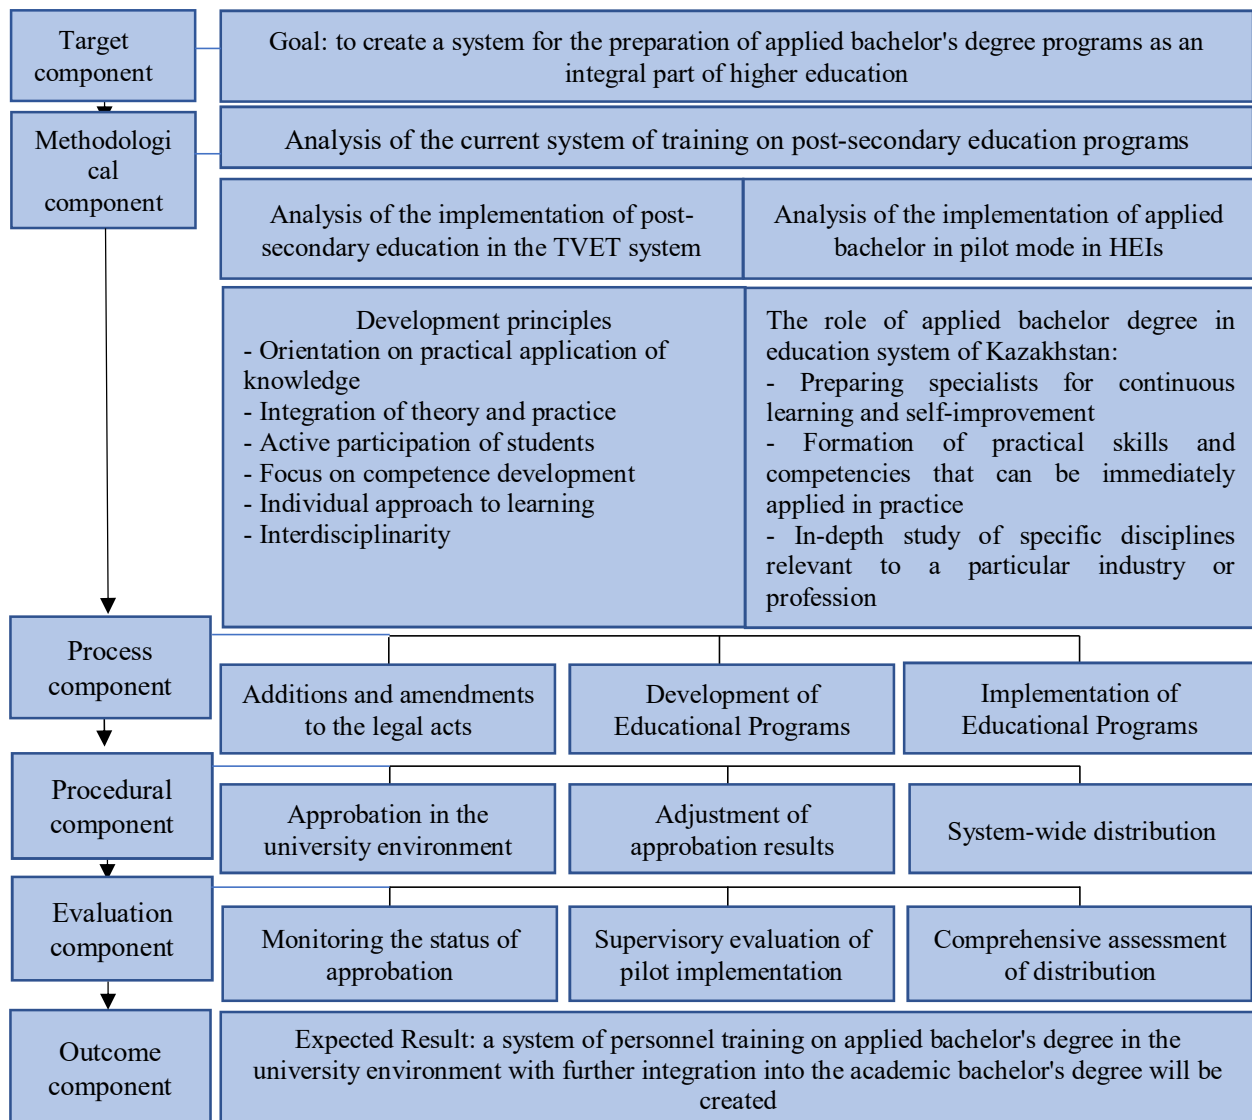 Target
component
Goal: to create a system for the preparation of applied bachelor's degree programs as an
integral part of higher education
Methodologi
cal
component
Analysis of the current system of training on post-secondary education programs
Analysis of the implementation of post-
secondary education in the TVET system
Analysis of the implementation of applied
bachelor in pilot mode in HEIs
Development principles
- Orientation on practical application of
knowledge
- Integration of theory and practice
- Active participation of students
- Focus on competence development
- Individual approach to learning
- Interdisciplinarity
The role of applied bachelor degree in
education system of Kazakhstan:
- Preparing specialists for continuous
learning and self-improvement
- Formation of practical skills and
competencies that can be immediately
applied in practice
- In-depth study of specific disciplines
relevant to a particular industry or
profession
Process
component
Additions and amendments
to the legal acts
Development of
Educational Programs
Implementation of
Educational Programs
Procedural
component
Approbation in the
university environment
Adjustment of
approbation results
System-wide distribution
Evaluation
component
Monitoring the status of
approbation
Supervisory evaluation of
pilot implementation
Comprehensive assessment
of distribution
Outcome
component
Expected Result: a system of personnel training on applied bachelor's degree in the
university environment with further integration into the academic bachelor's degree will be
created